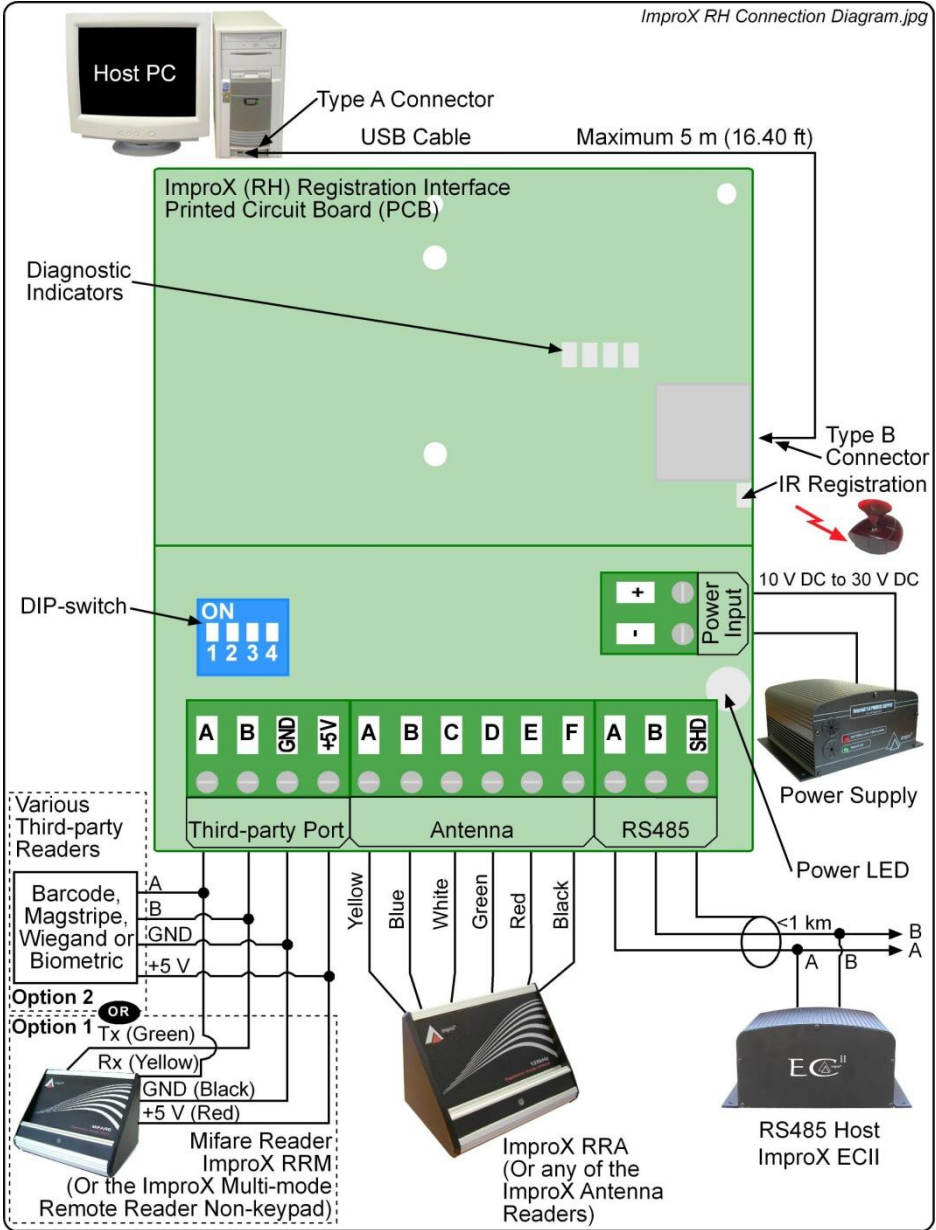 ImproX RH Connection Diagram.jpg
Host PC
Type A Connector
USB Cable
Maximum 5 m (16.40 ft)
ImproX (RH) Registration Interface
Printed Circuit Board (PCB)
Diagnostic
Indicators
Type B
Connector
IR Registration
10 V DC to 30 V DC
DIP-switch
ON
1 2 3 4
+
-
Power
Input
A B GND +5V A B C D E F A B SHD
Power Supply
Third-party Port
Antenna
RS485
Power LED
Various
Third-party
Readers
Barcode,
Magstripe,
Wiegand or
Biometric
A
B
GND
+5 V
Option 2
OR
Option 1
Tx (Green)
Rx (Yellow)
GND (Black)
+5 V (Red)
Mifare Reader
ImproX RRM
(Or the ImproX Multi-mode
Remote Reader Non-keypad)
Yellow
Blue
White
Green
Red
Black
impro
ImproX RRA
(Or any of the
ImproX Antenna
Readers)
<1 km
B
A
A B
EC II
RS485 Host
ImproX ECII